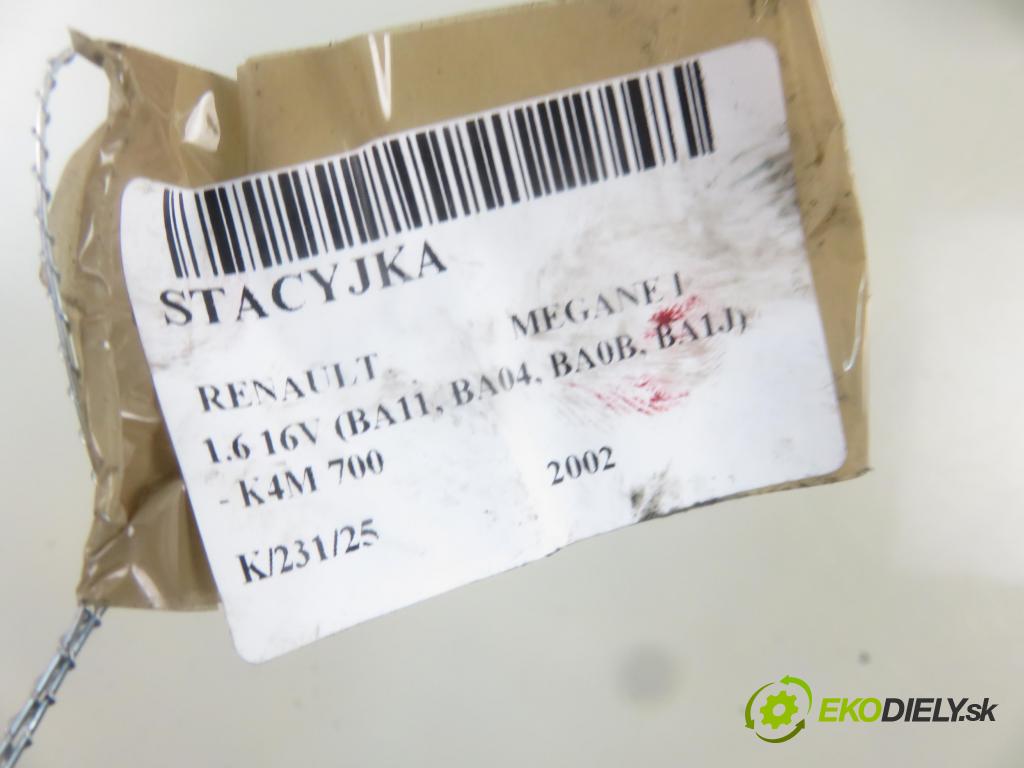 STACYJKA
RENAULT MEGANE I
1.6 16V (BA11, BA04, BA0B, BA1J)
- K4M 700
2002
K/231/25
EKODIELY.sk